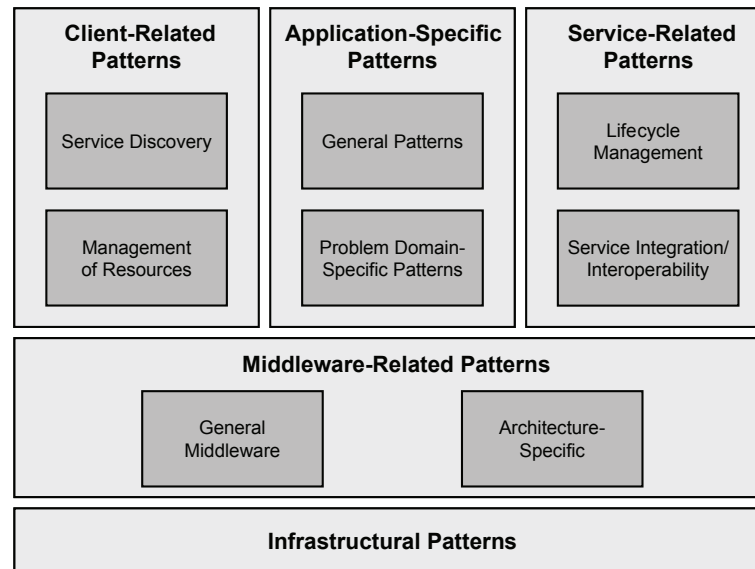 Client-Related
Patterns
Service Discovery
Management
of Resources
Application-Specific
Patterns
General Patterns
Problem Domain-
Specific Patterns
Service-Related
Patterns
Lifecycle
Management
Service Integration/
Interoperability
Middleware-Related Patterns
General
Middleware
Architecture-
Specific
Infrastructural Patterns